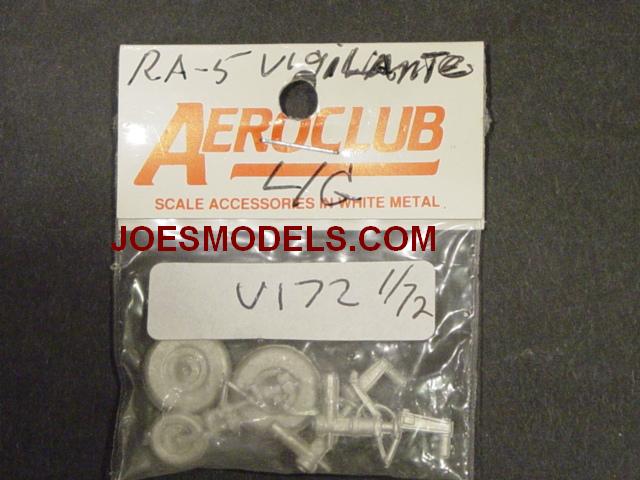 RA-5 VigiLAnTe
AEROCLUB
L/G
SCALE ACCESSORIES IN WHITE METAL
JOESMODELS.COM
V172 1/72